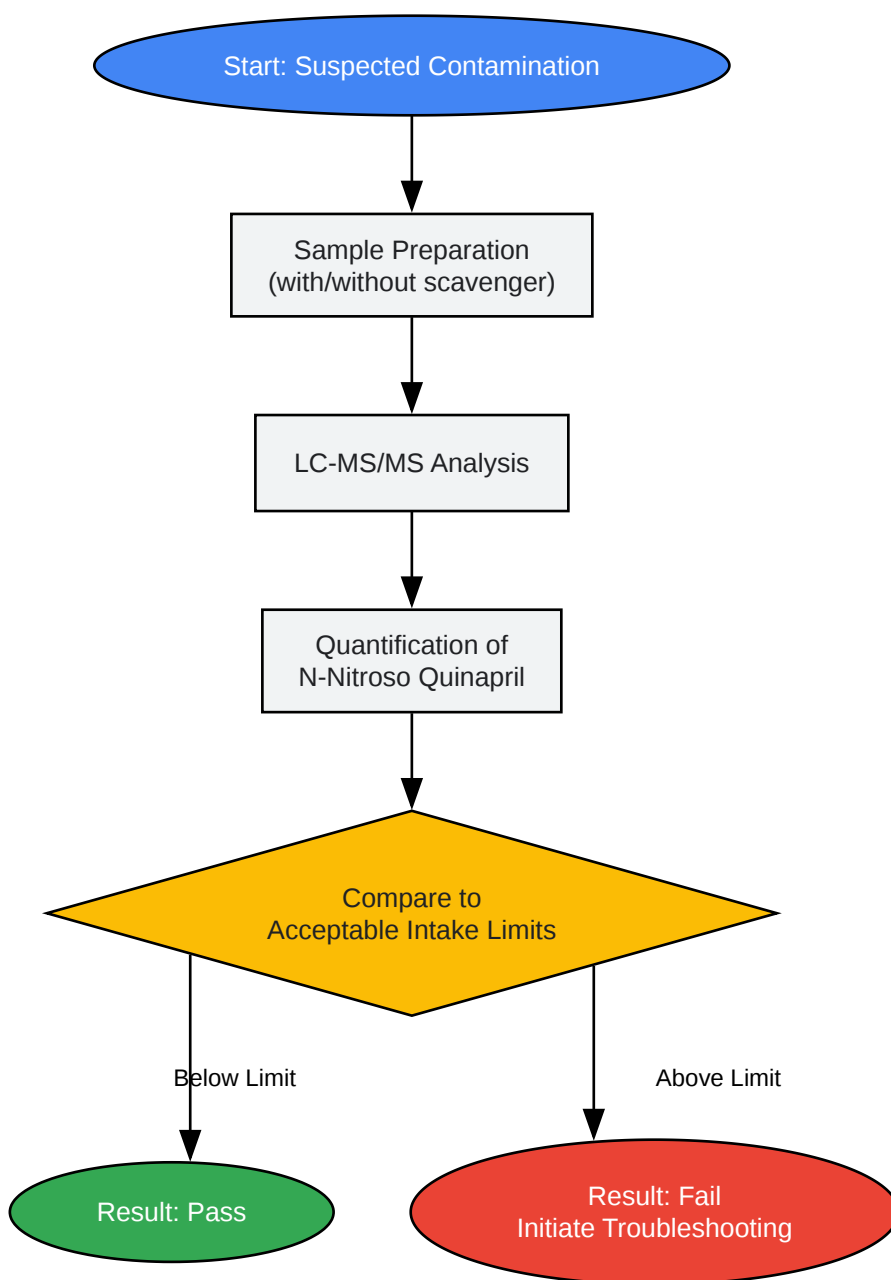 Start: Suspected Contamination
Sample Preparation
(with/without scavenger)
LC-MS/MS Analysis
Quantification of
N-Nitroso Quinapril
Compare to
Acceptable Intake Limits
Below Limit
Above Limit
Result: Pass
Result: Fail
Initiate Troubleshooting